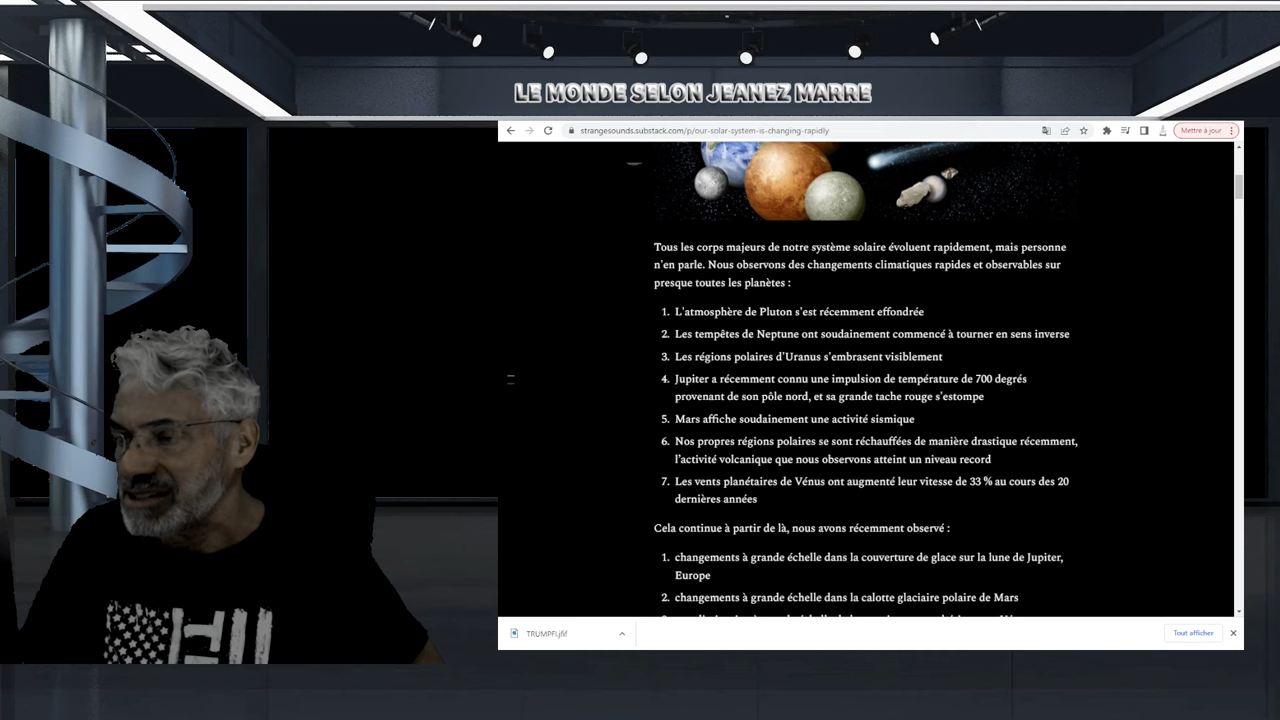 LE MONDE SELON JEANEZ MARRE
strangesounds.substack.com/p/our-solar-system-is-changing-rapidly
Mettre à jour
Tous les corps majeurs de notre système solaire évoluent rapidement, mais personne
n'en parle. Nous observons des changements climatiques rapides et observables sur
presque toutes les planètes :
1. L'atmosphère de Pluton s'est récemment effondrée
2. Les tempêtes de Neptune ont soudainement commencé à tourner en sens inverse
3. Les régions polaires d'Uranus s'embrasent visiblement
4. Jupiter a récemment connu une impulsion de température de 700 degrés
provenant de son pôle nord, et sa grande tache rouge s'estompe
5. Mars affiche soudainement une activité sismique
6. Nos propres régions polaires se sont réchauffées de manière drastique récemment,
l'activité volcanique que nous observons atteint un niveau record
7. Les vents planétaires de Vénus ont augmenté leur vitesse de 33 % au cours des 20
dernières années
Cela continue à partir de là, nous avons récemment observé :
1. changements à grande échelle dans la couverture de glace sur la lune de Jupiter,
Europe
2. changements à grande échelle dans la calotte glaciaire polaire de Mars
TRUMPFI.jfif
Tout afficher